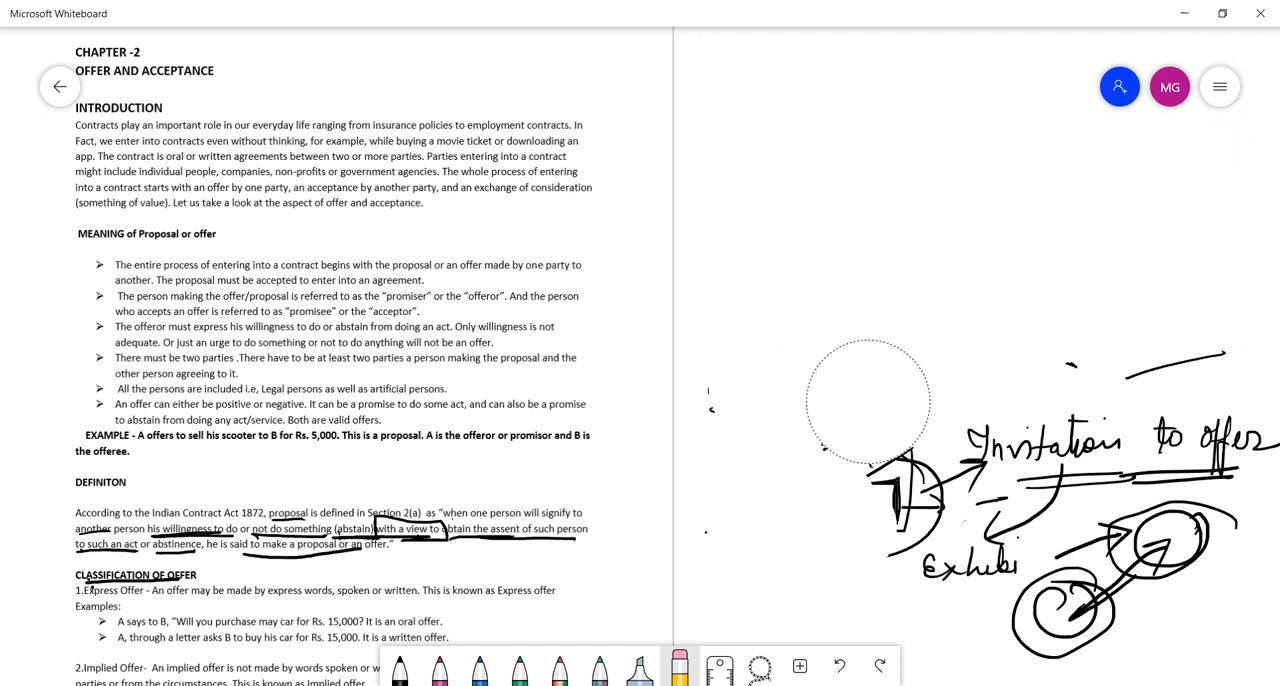 Microsoft Whiteboard
CHAPTER -2
OFFER AND ACCEPTANCE
MG
INTRODUCTION
Contracts play an important role in our everyday life ranging from insurance policies to employment contracts. In
Fact, we enter into contracts even without thinking, for example, while buying a movie ticket or downloading an
app. The contract is oral or written agreements between two or more parties. Parties entering into a contract
might include individual people, companies, non-profits or government agencies. The whole process of entering
into a contract starts with an offer by one party, an acceptance by another party, and an exchange of consideration
(something of value). Let us take a look at the aspect of offer and acceptance.
MEANING of Proposal or offer
➢ The entire process of entering into a contract begins with the proposal or an offer made by one party to
another. The proposal must be accepted to enter into an agreement.
➢ The person making the offer/proposal is referred to as the “promiser” or the “offeror”. And the person
who accepts an offer is referred to as “promisee” or the “acceptor”.
➢ The offeror must express his willingness to do or abstain from doing an act. Only willingness is not
adequate. Or just an urge to do something or not to do anything will not be an offer.
➢ There must be two parties .There have to be at least two parties a person making the proposal and the
other person agreeing to it.
➢ All the persons are included i.e, Legal persons as well as artificial persons.
➢ An offer can either be positive or negative. It can be a promise to do some act, and can also be a promise
to abstain from doing any act/service. Both are valid offers.
EXAMPLE - A offers to sell his scooter to B for Rs. 5,000. This is a proposal. A is the offeror or promisor and B is
the offeree.
DEFINITON
According to the Indian Contract Act 1872, proposal is defined in Section 2(a) as “when one person will signify to
another person his willingness to do or not do something (abstain) with a view to obtain the assent of such person
to such an act or abstinence, he is said to make a proposal or an offer.”
CLASSIFICATION OF OFFER
1.Express Offer - An offer may be made by express words, spoken or written. This is known as Express offer
Examples:
➢ A says to B, “Will you purchase may car for Rs. 15,000? It is an oral offer.
➢ A, through a letter asks B to buy his car for Rs. 15,000. It is a written offer.
2.Implied Offer- An implied offer is not made by words spoken or w
parties or from the circumstances. This is known as Implied offer
Invitation to offer
Exhibi